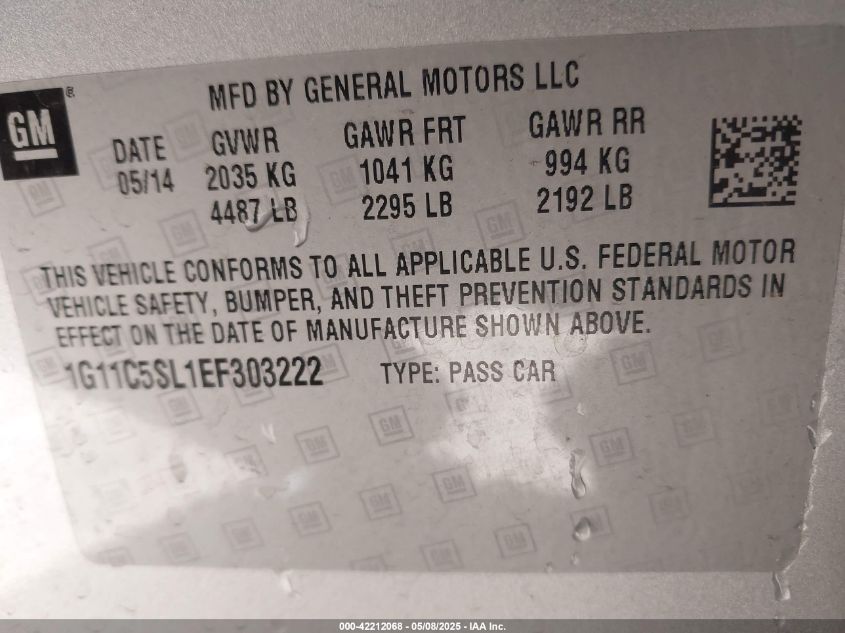 GM®
MFD BY GENERAL MOTORS LLC
DATE GVWR GAWR FRT GAWR RR
05/14 2035 KG 1041 KG 994 KG
4487 LB 2295 LB 2192 LB
THIS VEHICLE CONFORMS TO ALL APPLICABLE U.S. FEDERAL MOTOR
VEHICLE SAFETY, BUMPER, AND THEFT PREVENTION STANDARDS IN
EFFECT ON THE DATE OF MANUFACTURE SHOWN ABOVE.
1G11C5SL1EF303222 TYPE: PASS CAR
000-42212068 - 05/08/2025 - IAA Inc.